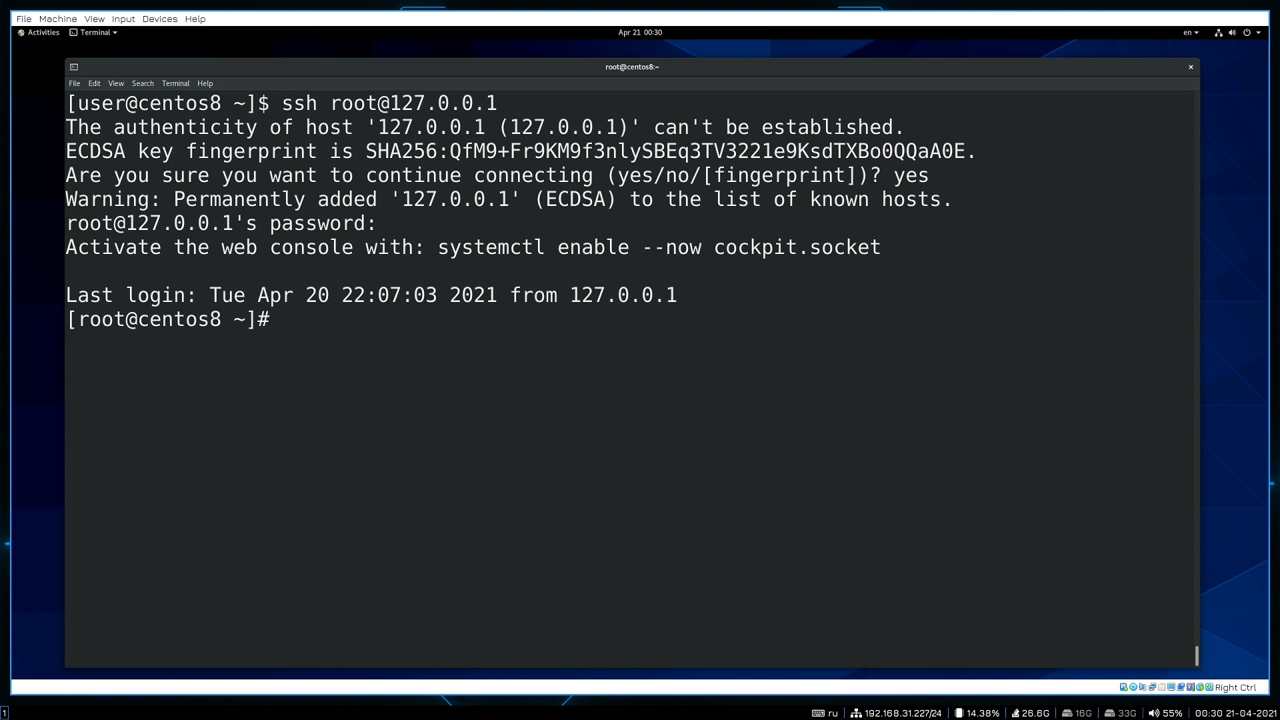 File Machine View Input Devices Help
Activities Terminal Apr 21 00:30 en
root@centos8:~
File Edit View Search Terminal Help
[user@centos8 ~]$ ssh root@127.0.0.1
The authenticity of host '127.0.0.1 (127.0.0.1)' can't be established.
ECDSA key fingerprint is SHA256:QfM9+Fr9KM9f3nlySBEq3TV3221e9KsdTXBo0QQaA0E.
Are you sure you want to continue connecting (yes/no/[fingerprint])? yes
Warning: Permanently added '127.0.0.1' (ECDSA) to the list of known hosts.
root@127.0.0.1's password:
Activate the web console with: systemctl enable --now cockpit.socket
Last login: Tue Apr 20 22:07:03 2021 from 127.0.0.1
[root@centos8 ~]#
Right Ctrl
1 ru 192.168.31.227/24 14.38% 26.6G 16G 33G 55% 00:30 21-04-2021